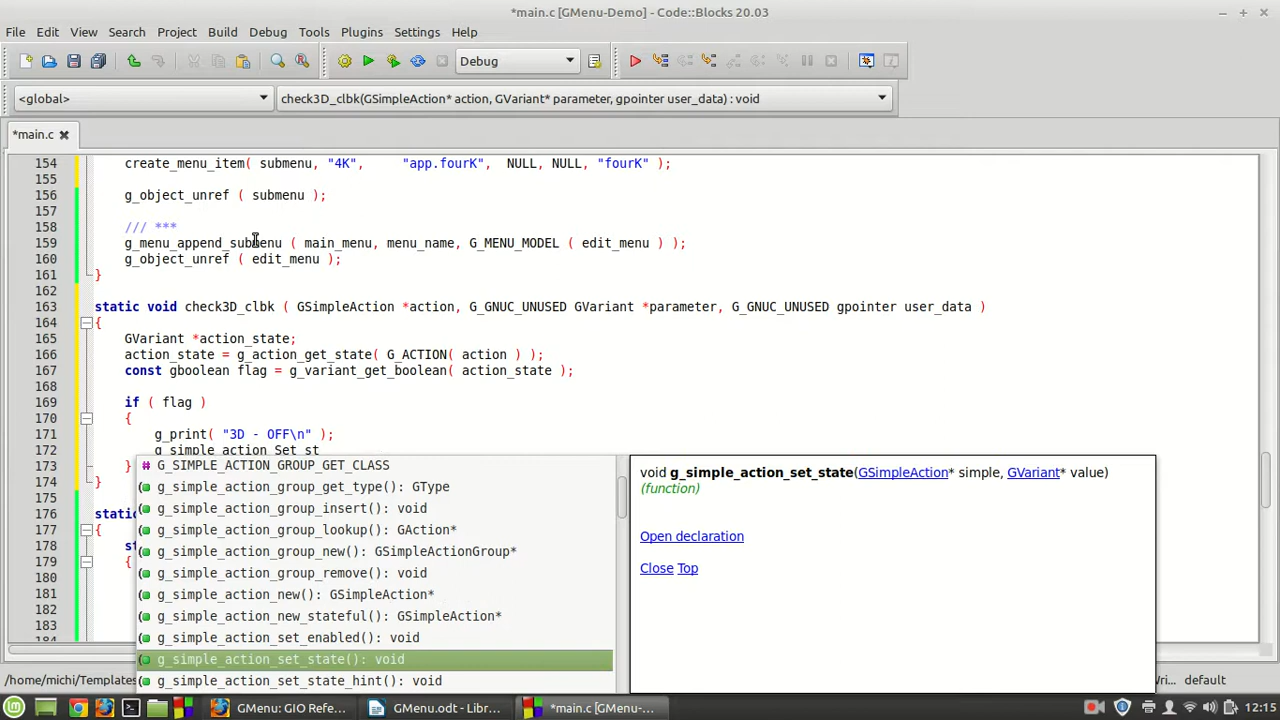 *main.c [GMenu-Demo] - Code::Blocks 20.03
File Edit View Search Project Build Debug Tools Plugins Settings Help
Debug
<global> check3D_clbk(GSimpleAction* action, GVariant* parameter, gpointer user_data) : void
*main.c
154 create_menu_item( submenu, "4K", "app.fourK", NULL, NULL, "fourK" );
155
156 g_object_unref ( submenu );
157
158 /// ***
159 g_menu_append_submenu ( main_menu, menu_name, G_MENU_MODEL ( edit_menu ) );
160 g_object_unref ( edit_menu );
161 }
162
163 static void check3D_clbk ( GSimpleAction *action, G_GNUC_UNUSED GVariant *parameter, G_GNUC_UNUSED gpointer user_data )
164 {
165 GVariant *action_state;
166 action_state = g_action_get_state( G_ACTION( action ) );
167 const gboolean flag = g_variant_get_boolean( action_state );
168
169 if ( flag )
170 {
171 g_print( "3D - OFF\n" );
172 g_simple_action_Set_st
173 }
174 }
175
176 stati
177 {
178 st
179 {
180
181
182
183
G_SIMPLE_ACTION_GROUP_GET_CLASS
g_simple_action_group_get_type(): GType
g_simple_action_group_insert(): void
g_simple_action_group_lookup(): GAction*
g_simple_action_group_new(): GSimpleActionGroup*
g_simple_action_group_remove(): void
g_simple_action_new(): GSimpleAction*
g_simple_action_new_stateful(): GSimpleAction*
g_simple_action_set_enabled(): void
g_simple_action_set_state(): void
g_simple_action_set_state_hint(): void
void g_simple_action_set_state(GSimpleAction* simple, GVariant* value)
(function)
Open declaration
Close Top
/home/michi/Templates
Wri... default
GMenu: GIO Refe... GMenu.odt - Libr... *main.c [GMenu-... 12:15